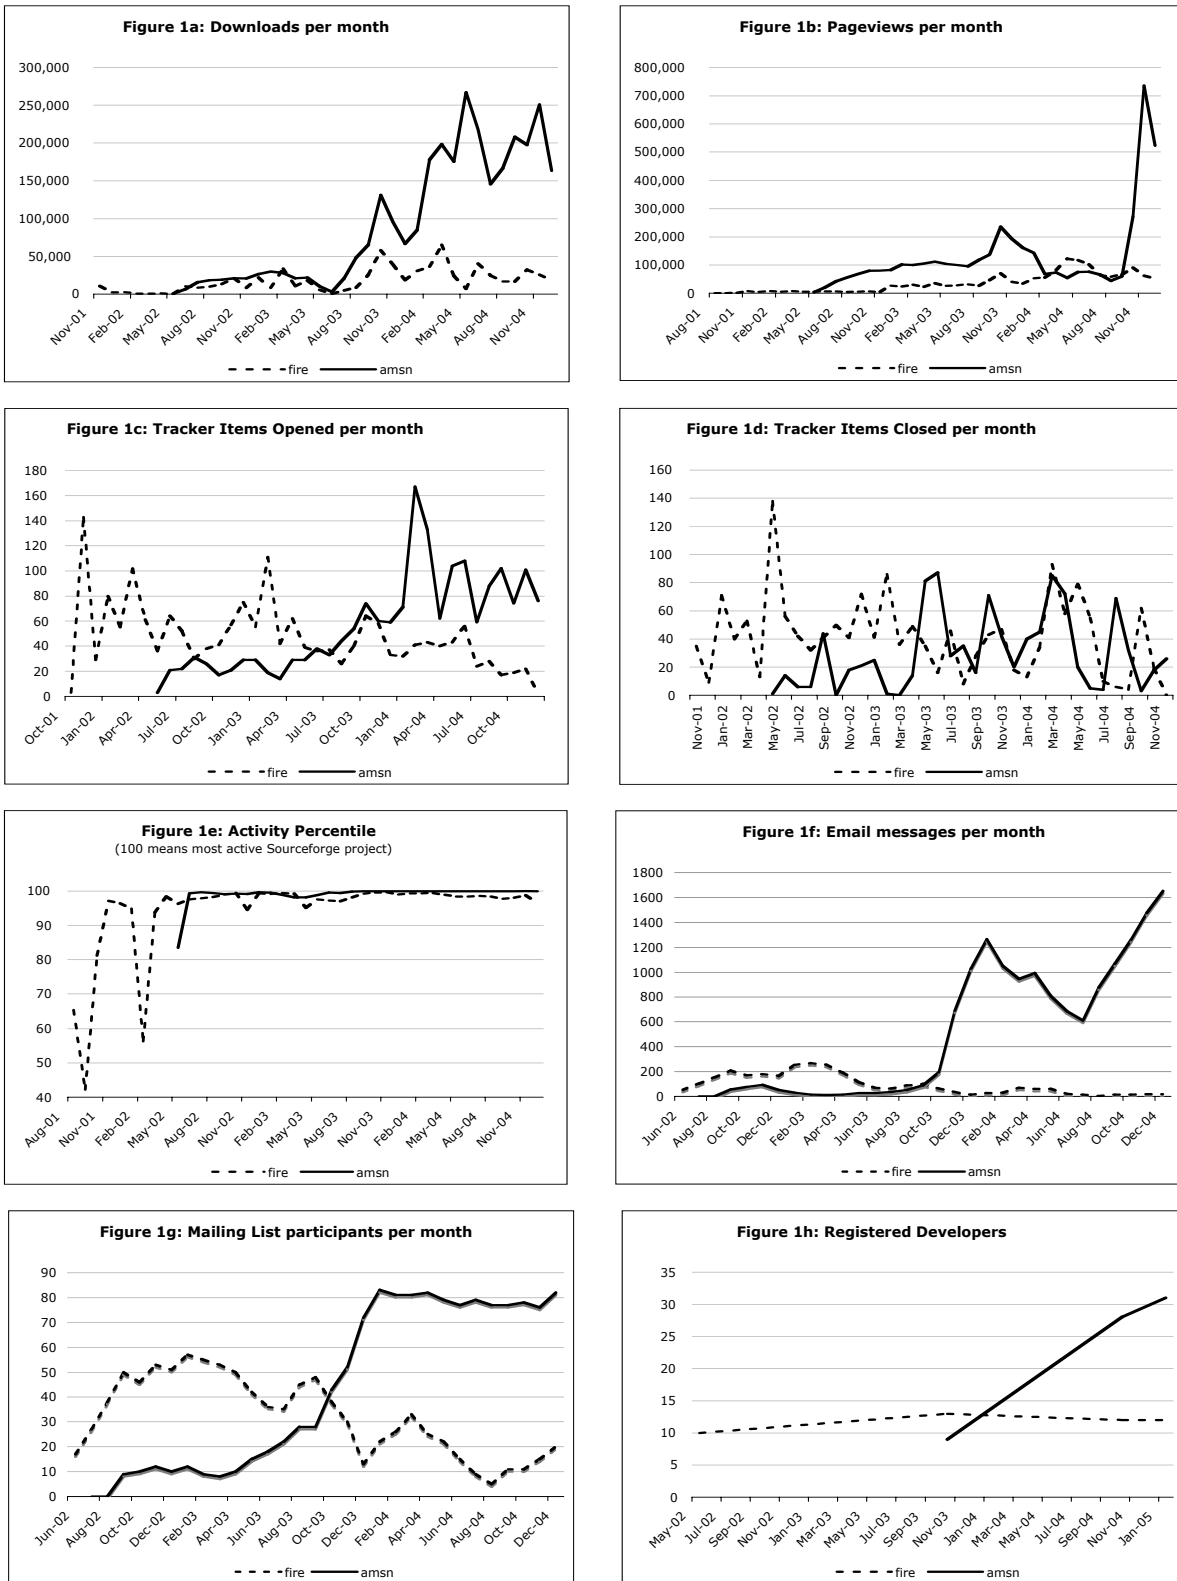 Figure 1a: Downloads per month
300,000
250,000
200,000
150,000
100,000
50,000
0
Nov-01 Feb-02 May-02 Aug-02 Nov-02 Feb-03 May-03 Aug-03 Nov-03 Feb-04 May-04 Aug-04 Nov-04
fire amsn
Figure 1b: Pageviews per month
800,000
700,000
600,000
500,000
400,000
300,000
200,000
100,000
0
Aug-01 Nov-01 Feb-02 May-02 Aug-02 Nov-02 Feb-03 May-03 Aug-03 Nov-03 Feb-04 May-04 Aug-04 Nov-04
fire amsn
Figure 1c: Tracker Items Opened per month
180
160
140
120
100
80
60
40
20
0
Oct-01 Jan-02 Apr-02 Jul-02 Oct-02 Jan-03 Apr-03 Jul-03 Oct-03 Jan-04 Apr-04 Jul-04 Oct-04
fire amsn
Figure 1d: Tracker Items Closed per month
160
140
120
100
80
60
40
20
0
Nov-01 Jan-02 Mar-02 May-02 Jul-02 Sep-02 Nov-02 Jan-03 Mar-03 May-03 Jul-03 Sep-03 Nov-03 Jan-04 Mar-04 May-04 Jul-04 Sep-04 Nov-04
fire amsn
Figure 1e: Activity Percentile
(100 means most active Sourceforge project)
100
90
80
70
60
50
40
Aug-01 Nov-01 Feb-02 May-02 Aug-02 Nov-02 Feb-03 May-03 Aug-03 Nov-03 Feb-04 May-04 Aug-04 Nov-04
fire amsn
Figure 1f: Email messages per month
1800
1600
1400
1200
1000
800
600
400
200
0
Jun-02 Aug-02 Oct-02 Dec-02 Feb-03 Apr-03 Jun-03 Aug-03 Oct-03 Dec-03 Feb-04 Apr-04 Jun-04 Aug-04 Oct-04 Dec-04
fire amsn
Figure 1g: Mailing List participants per month
90
80
70
60
50
40
30
20
10
0
Jun-02 Aug-02 Oct-02 Dec-02 Feb-03 Apr-03 Jun-03 Aug-03 Oct-03 Dec-03 Feb-04 Apr-04 Jun-04 Aug-04 Oct-04 Dec-04
fire amsn
Figure 1h: Registered Developers
35
30
25
20
15
10
5
0
May-02 Jul-02 Sep-02 Nov-02 Jan-03 Mar-03 May-03 Jul-03 Sep-03 Nov-03 Jan-04 Mar-04 May-04 Jul-04 Sep-04 Nov-04 Jan-05
fire amsn